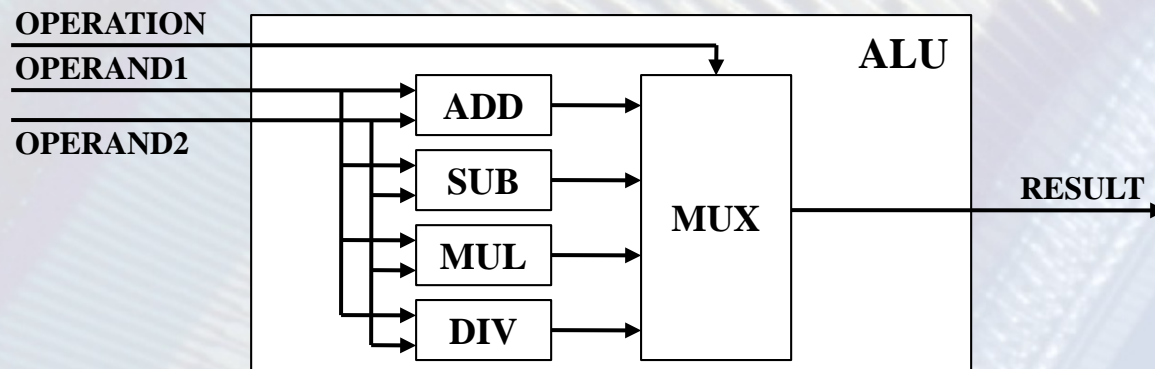 OPERATION
ALU
OPERAND1
ADD
OPERAND2
SUB
RESULT
MUX
MUL
DIV